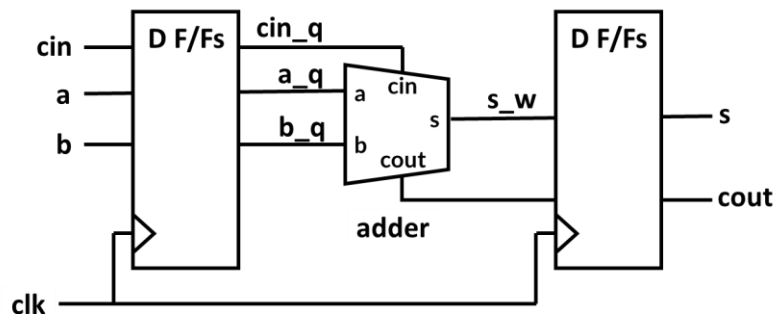 D F/Fs
cin_q
D F/Fs
cin
a_q
cin
a
a
s_w
s
s
b_q
b
b
cout
cout
adder
clk